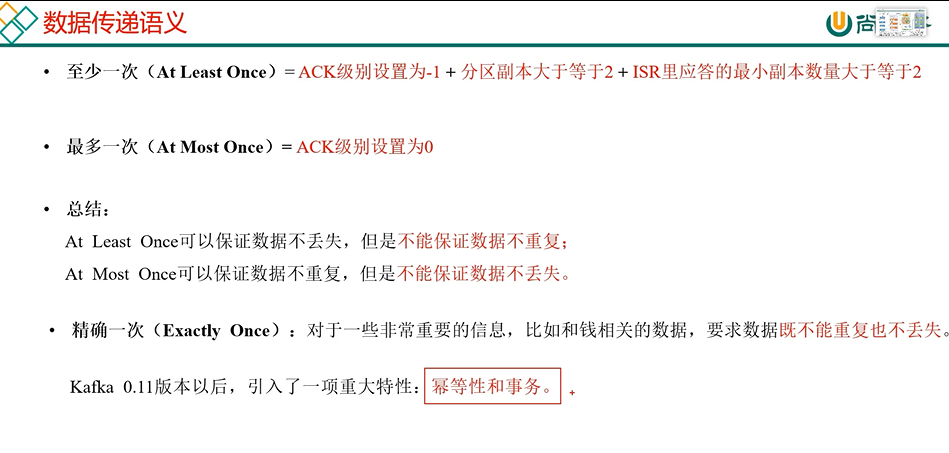 数据传递语义
尚
• 至少一次（At Least Once）= ACK级别设置为-1 + 分区副本大于等于2 + ISR里应答的最小副本数量大于等于2
• 最多一次（At Most Once）= ACK级别设置为0
• 总结：
At Least Once可以保证数据不丢失，但是不能保证数据不重复；
At Most Once可以保证数据不重复，但是不能保证数据不丢失。
• 精确一次（Exactly Once）：对于一些非常重要的信息，比如和钱相关的数据，要求数据既不能重复也不丢失。
Kafka 0.11版本以后，引入了一项重大特性：幂等性和事务。